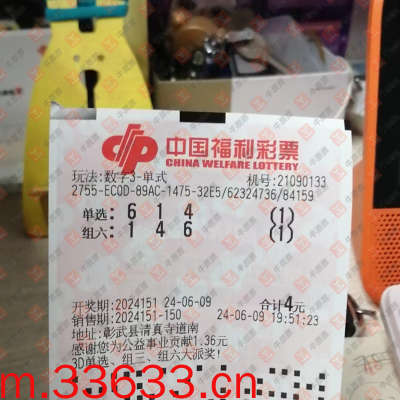 中国福利彩票
CHINA WELFARE LOTTERY
玩法:数字3-单式 机号:21090133
2755-ECQD-89AC-1475-32E5/62324736/84159
单选: 6 1 4 (1)
组六: 1 4 6 (1)
开奖期:2024151 24-06-09 合计4元
销售期:2024151-150 24-06-09 19:51:23
地址:彰武县清真寺道南
感谢您为公益事业贡献1.36元
3D单选、组三、组六大派奖!
m.33633.cn